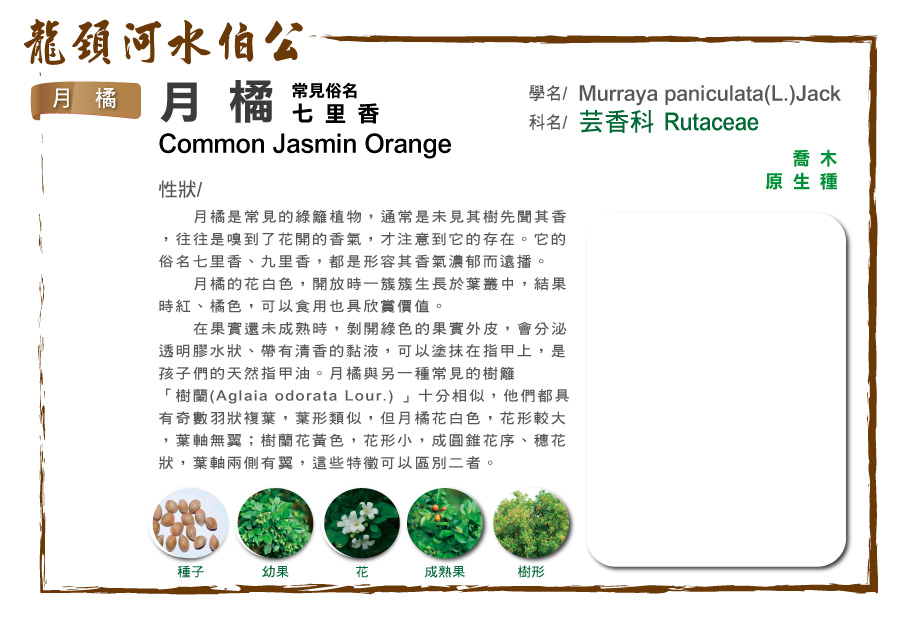 龍頸河水伯公
月橘
月橘
常見俗名
七里香
Common Jasmin Orange
學名/ Murraya paniculata(L.)Jack
科名/ 芸香科 Rutaceae
喬木
原生種
性狀/
月橘是常見的綠籬植物,通常是未見其樹先聞其香
,往往是嗅到了花開的香氣,才注意到它的存在。它的
俗名七里香、九里香,都是形容其香氣濃郁而遠播。
月橘的花白色,開放時一簇簇生長於葉叢中,結果
時紅、橘色,可以食用也具欣賞價值。
在果實還未成熟時,剝開綠色的果實外皮,會分泌
透明膠水狀、帶有清香的黏液,可以塗抹在指甲上,是
孩子們的天然指甲油。月橘與另一種常見的樹籬
「樹蘭(Aglaia odorata Lour.) 」十分相似,他們都具
有奇數羽狀複葉,葉形類似,但月橘花白色,花形較大
,葉軸無翼;樹蘭花黃色,花形小,成圓錐花序、穗花
狀,葉軸兩側有翼,這些特徵可以區別二者。
種子
幼果
花
成熟果
樹形